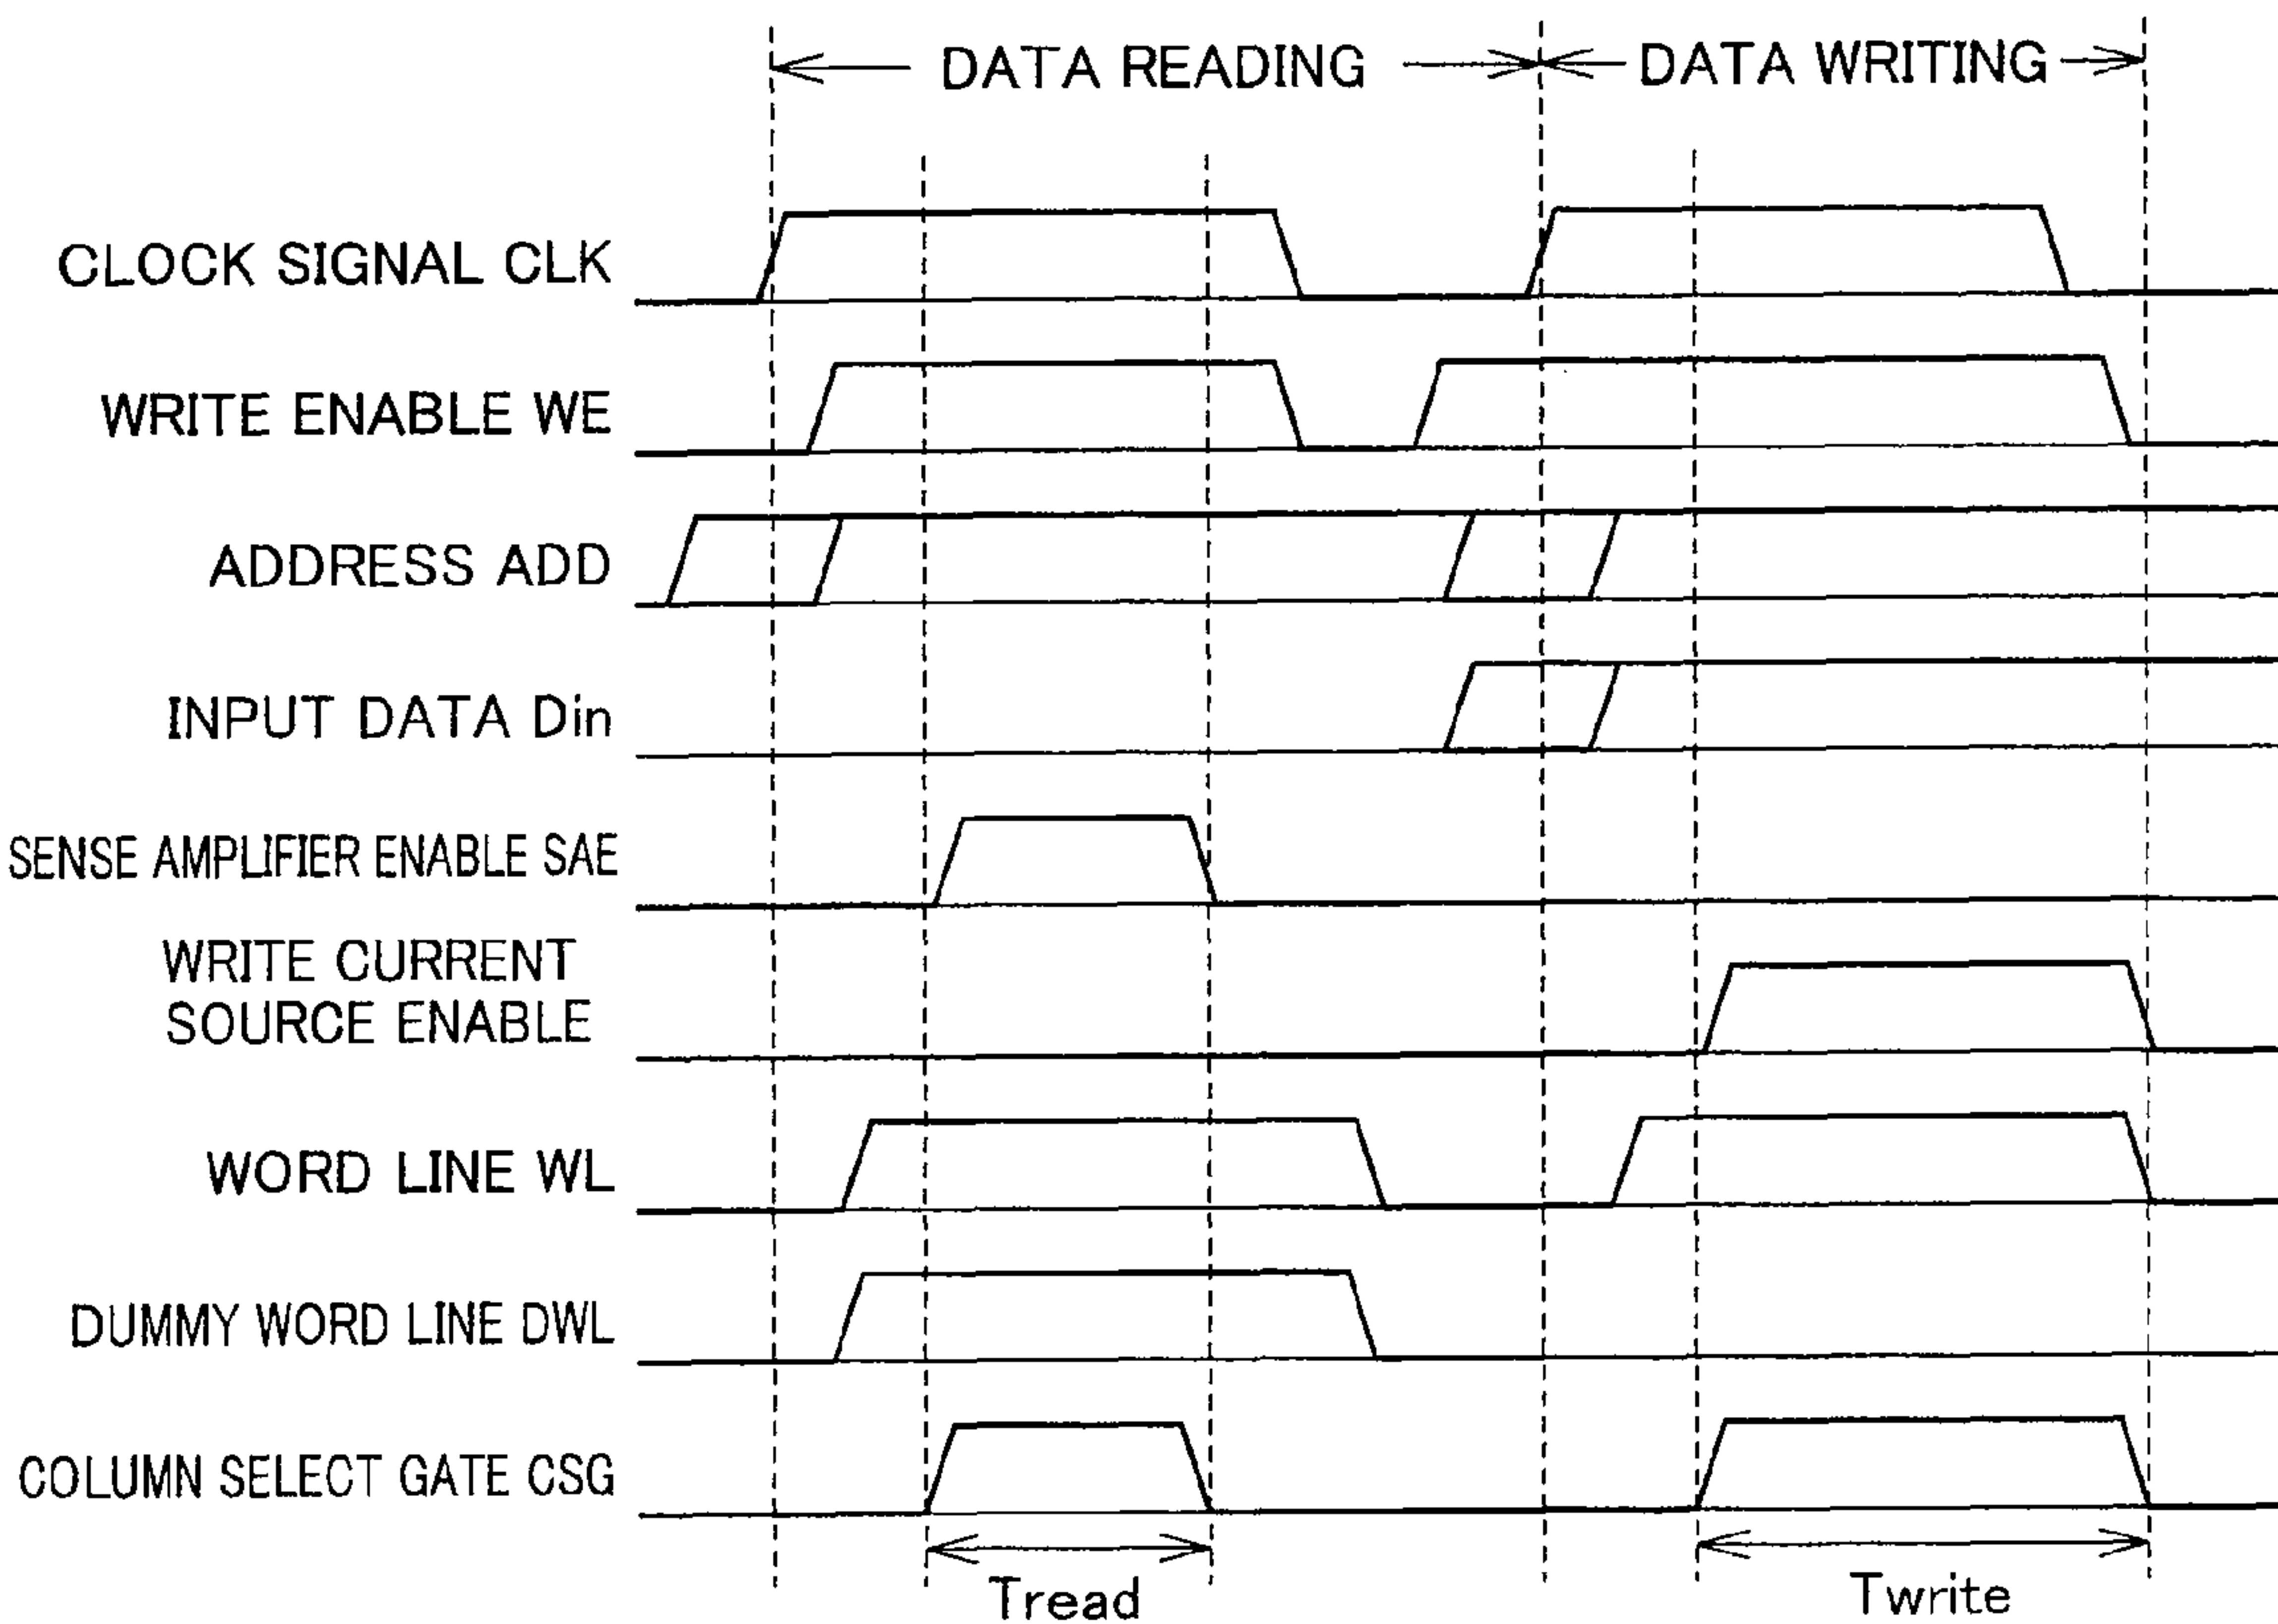 DATA READING
DATA WRITING
CLOCK SIGNAL CLK
WRITE ENABLE WE
ADDRESS ADD
INPUT DATA Din
SENSE AMPLIFIER ENABLE SAE
WRITE CURRENT
SOURCE ENABLE
WORD LINE WL
DUMMY WORD LINE DWL
COLUMN SELECT GATE CSG
Tread
Twrite